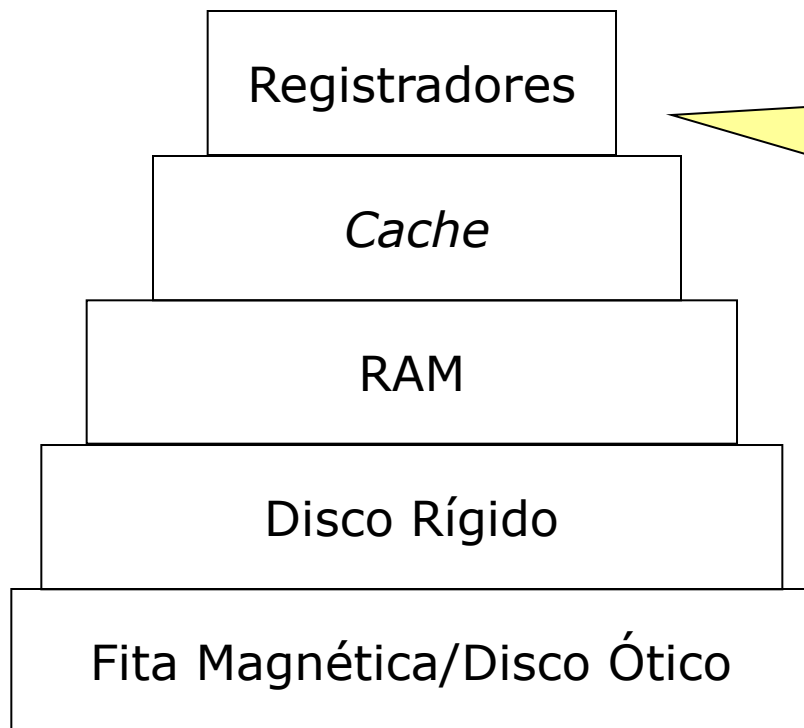 Registradores
Cache
RAM
Disco Rígido
Fita Magnética/Disco Ótico